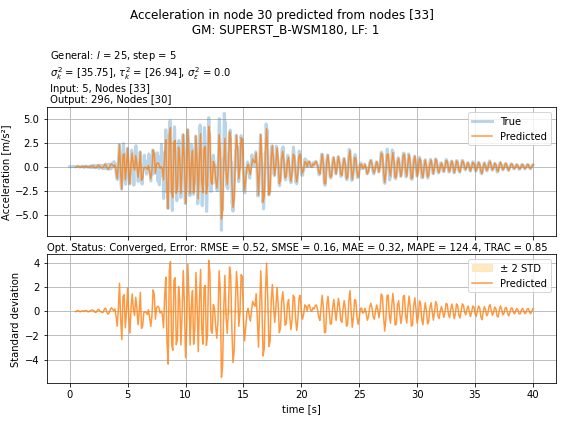 Acceleration in node 30 predicted from nodes [33]
GM: SUPERST_B-WSM180, LF: 1
General: l = 25, step = 5
σ²ₖ = [35.75], τ²ₖ = [26.94], σ²ε = 0.0
Input: 5, Nodes [33]
Output: 296, Nodes [30]
Acceleration [m/s²]
5.0
2.5
0.0
−2.5
−5.0
True
Predicted
Opt. Status: Converged, Error: RMSE = 0.52, SMSE = 0.16, MAE = 0.32, MAPE = 124.4, TRAC = 0.85
Standard deviation
4
2
0
−2
−4
± 2 STD
Predicted
0 5 10 15 20 25 30 35 40
time [s]